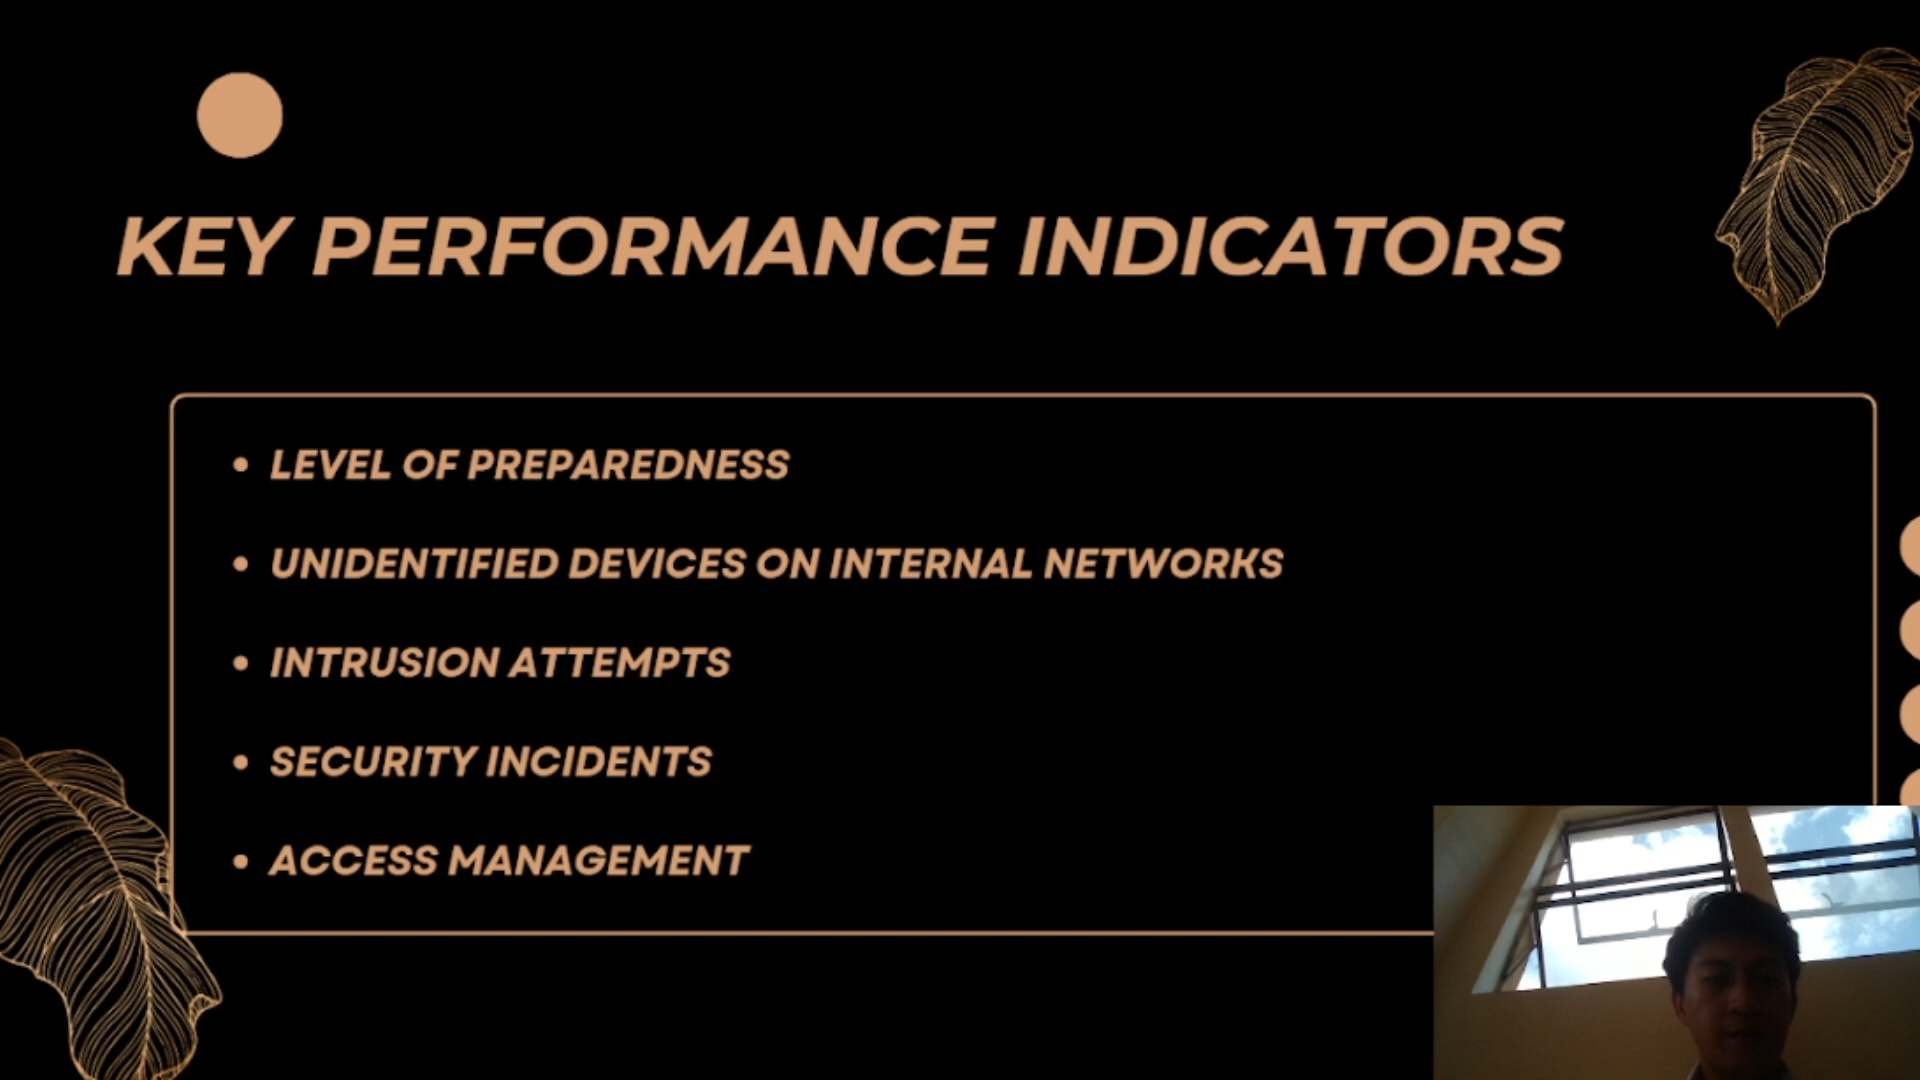 KEY PERFORMANCE INDICATORS
LEVEL OF PREPAREDNESS
UNIDENTIFIED DEVICES ON INTERNAL NETWORKS
INTRUSION ATTEMPTS
SECURITY INCIDENTS
ACCESS MANAGEMENT